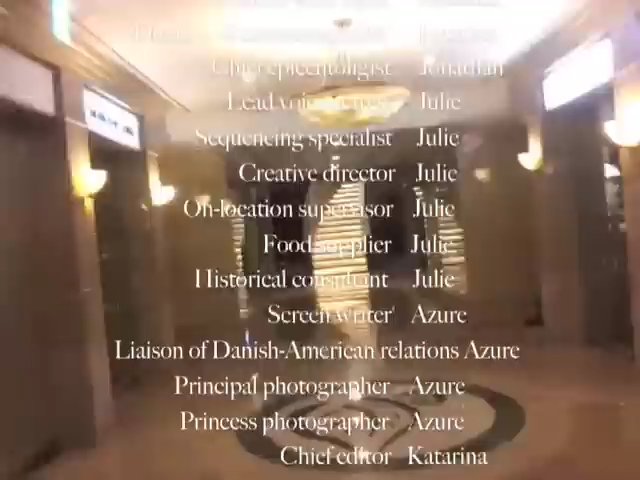 Chief epicentoligist Jonathan
Lead voice Julie
Sequencing specialist Julie
Creative director Julie
On-location supervisor Julie
Food supplier Julie
Historical consultant Julie
Screen writer' Azure
Liaison of Danish-American relations Azure
Principal photographer Azure
Princess photographer Azure
Chief editor Katarina